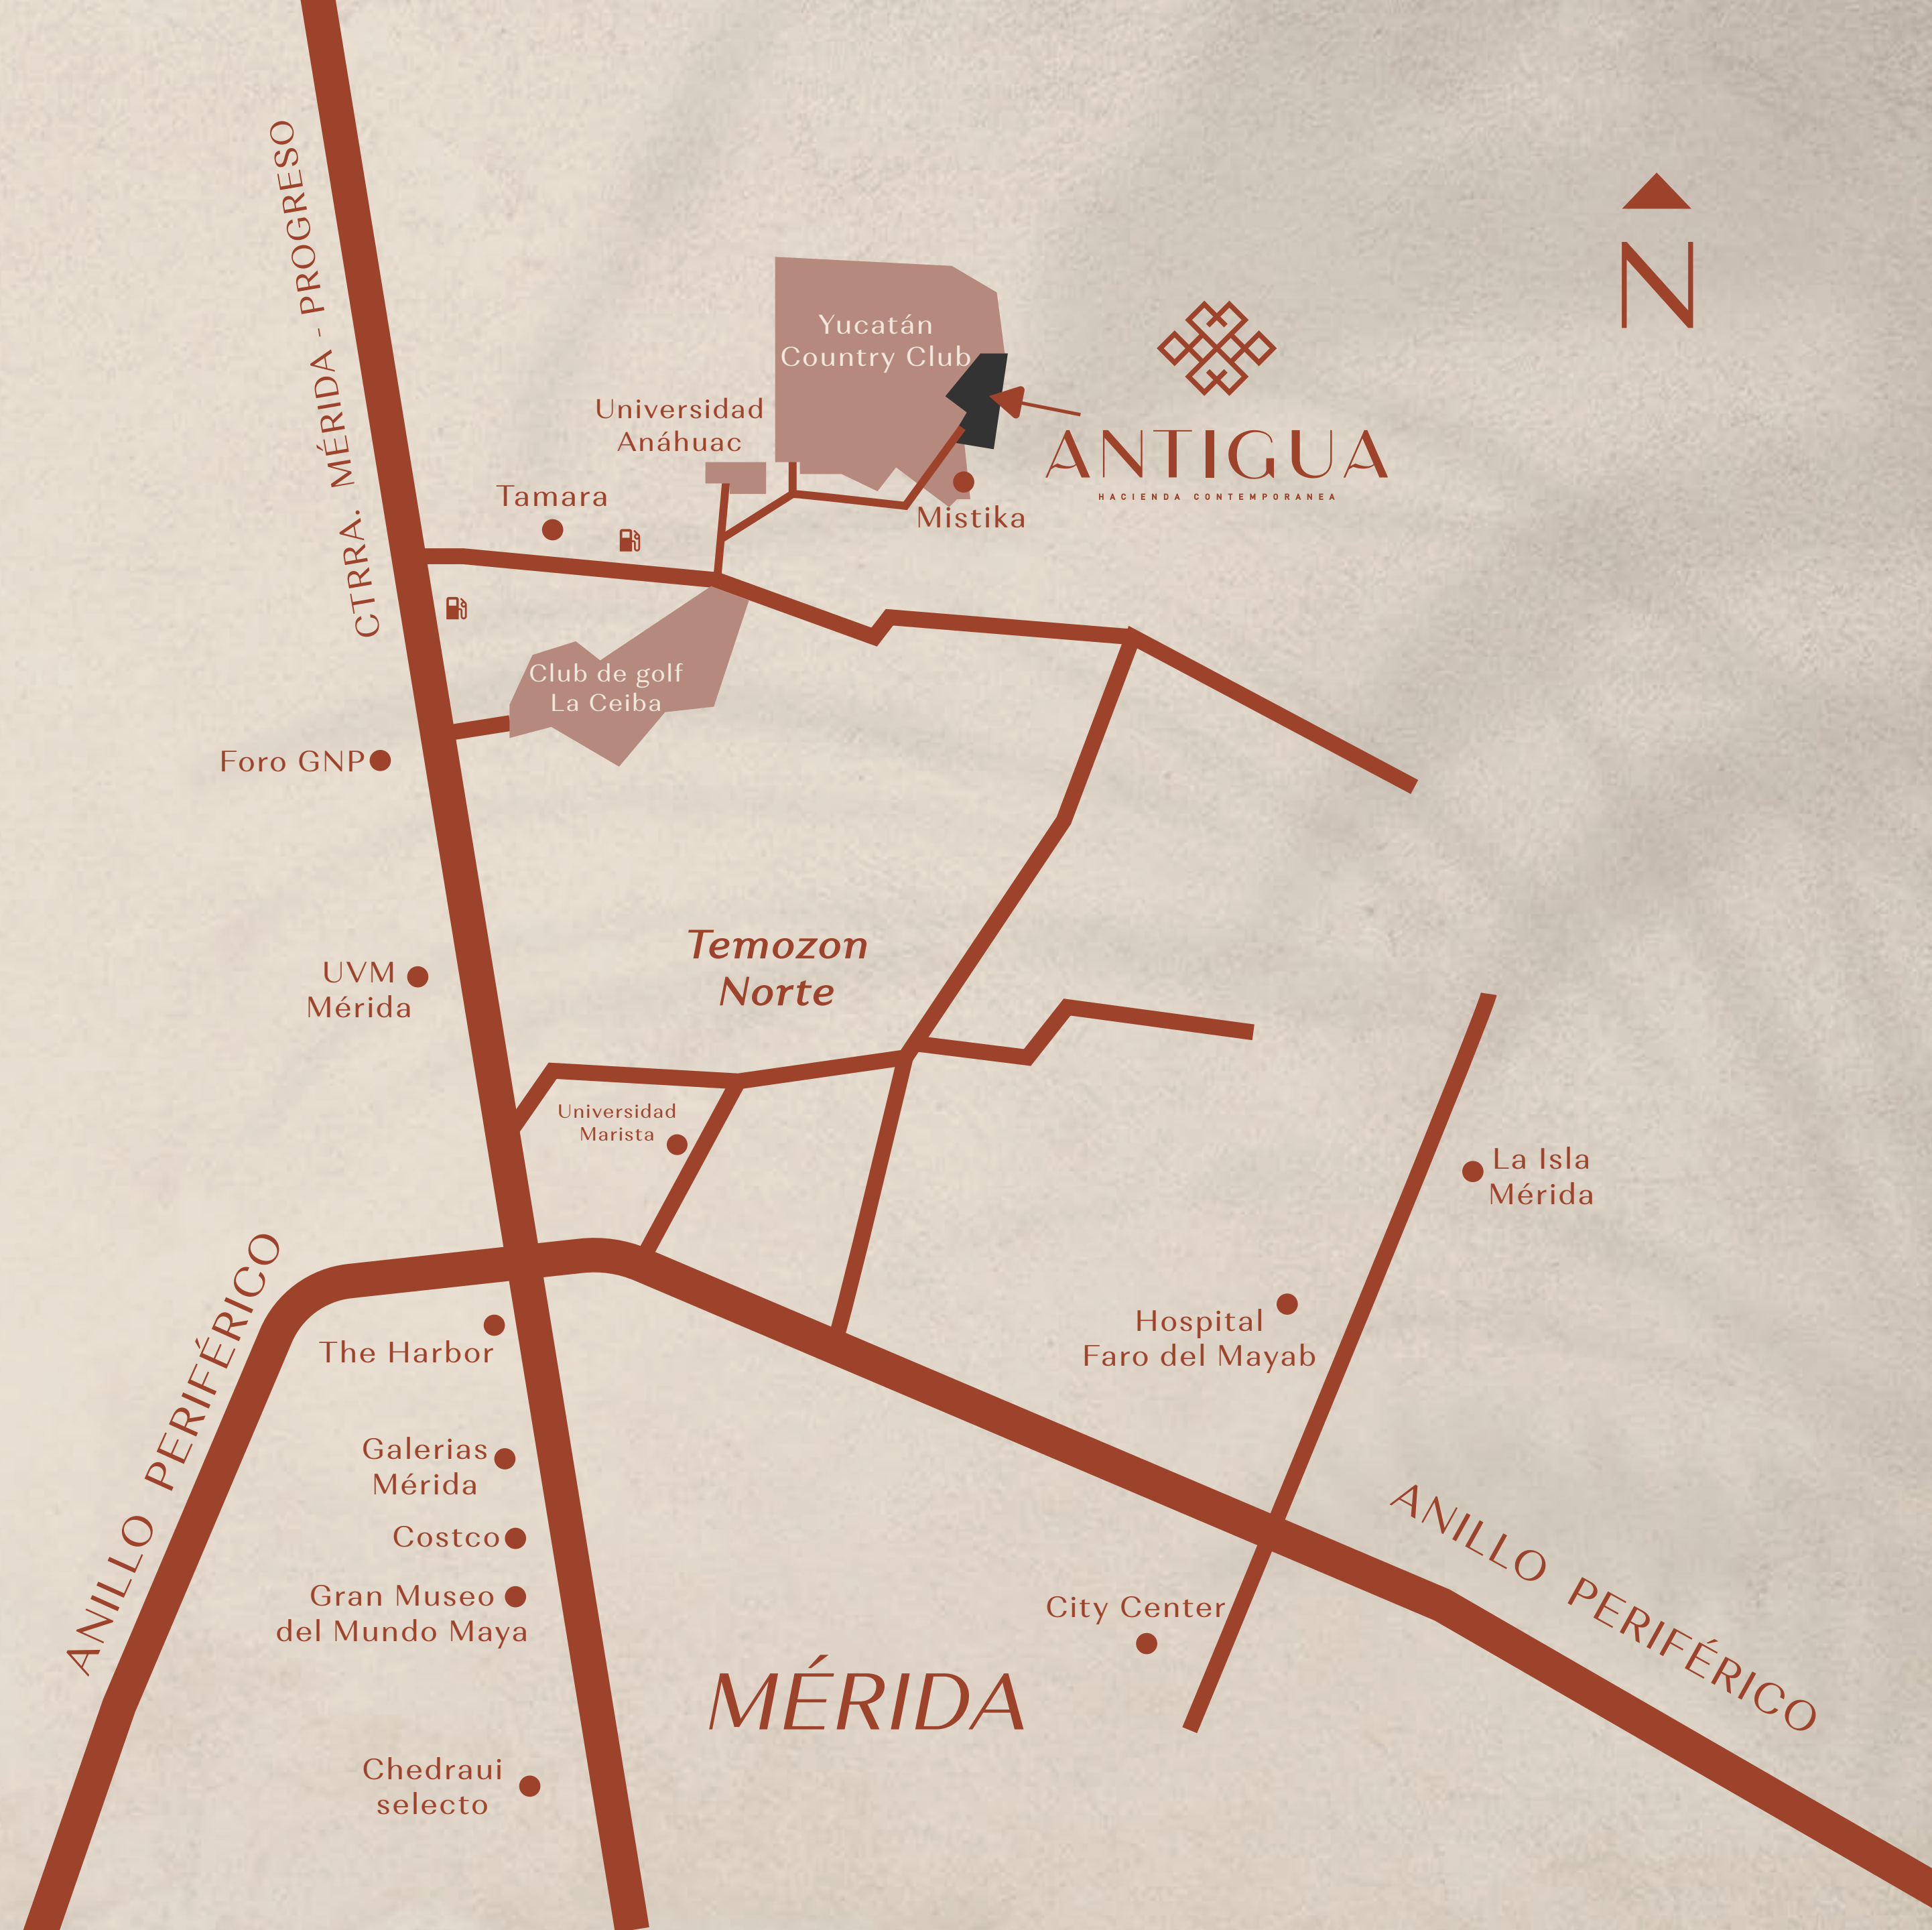 CTRRA. MÉRIDA - PROGRESO
N
Yucatán
Country Club
ANTIGUA
HACIENDA CONTEMPORANEA
Universidad
Anáhuac
Tamara
Mistika
Club de golf
La Ceiba
Foro GNP
Temozon
Norte
UVM
Mérida
Universidad
Marista
La Isla
Mérida
ANILLO PERIFÉRICO
The Harbor
Hospital
Faro del Mayab
Galerias
Mérida
Costco
Gran Museo
del Mundo Maya
City Center
ANILLO PERIFÉRICO
MÉRIDA
Chedraui
selecto